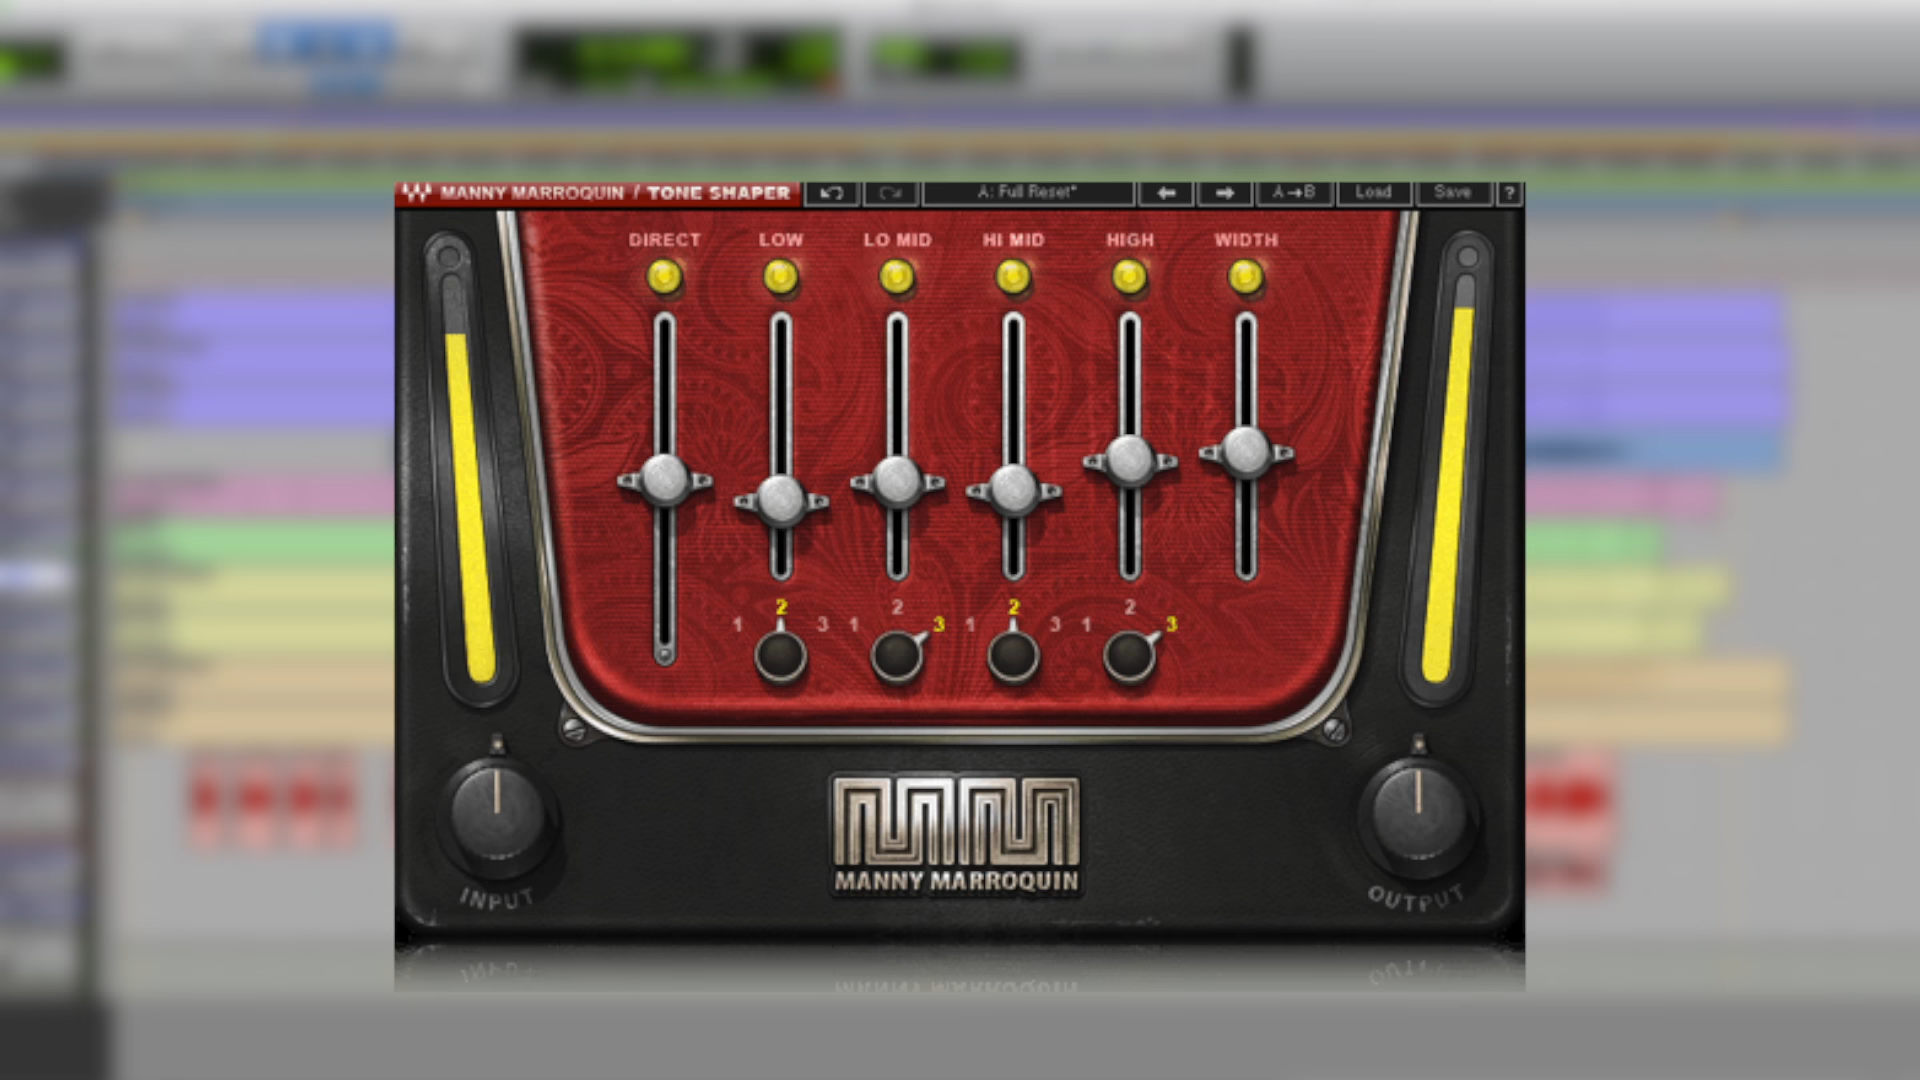 MANNY MARROQUIN / TONE SHAPER A: Full Reset* A→B Load Save ?
DIRECT LOW LO MID HI MID HIGH WIDTH
2 2 2 2
1 3 1 3 1 3 1 3
MANNY MARROQUIN
INPUT OUTPUT